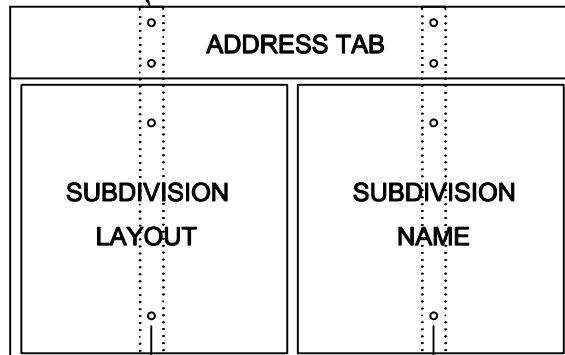 ADDRESS TAB
SUBDIVISION
LAYOUT
SUBDIVISION
NAME